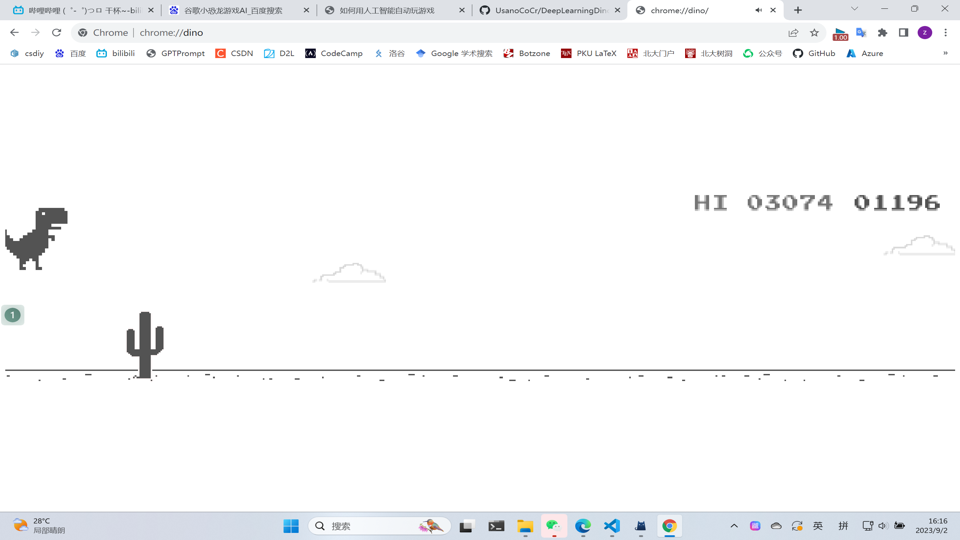 哔哩哔哩 (゜-゜)つロ 干杯~-bili
谷歌小恐龙游戏AI_百度搜索
如何用人工智能自动玩游戏
UsanoCoCr/DeepLearningDin
chrome://dino/
Chrome | chrome://dino
1.00
z
csdiy
百度
bilibili
GPTPrompt
CSDN
D2L
CodeCamp
洛谷
Google 学术搜索
Botzone
PKU LaTeX
北大门户
北大树洞
公众号
GitHub
Azure
»
HI 03074 01196
1
28°C
局部晴朗
搜索
英
拼
16:16
2023/9/2